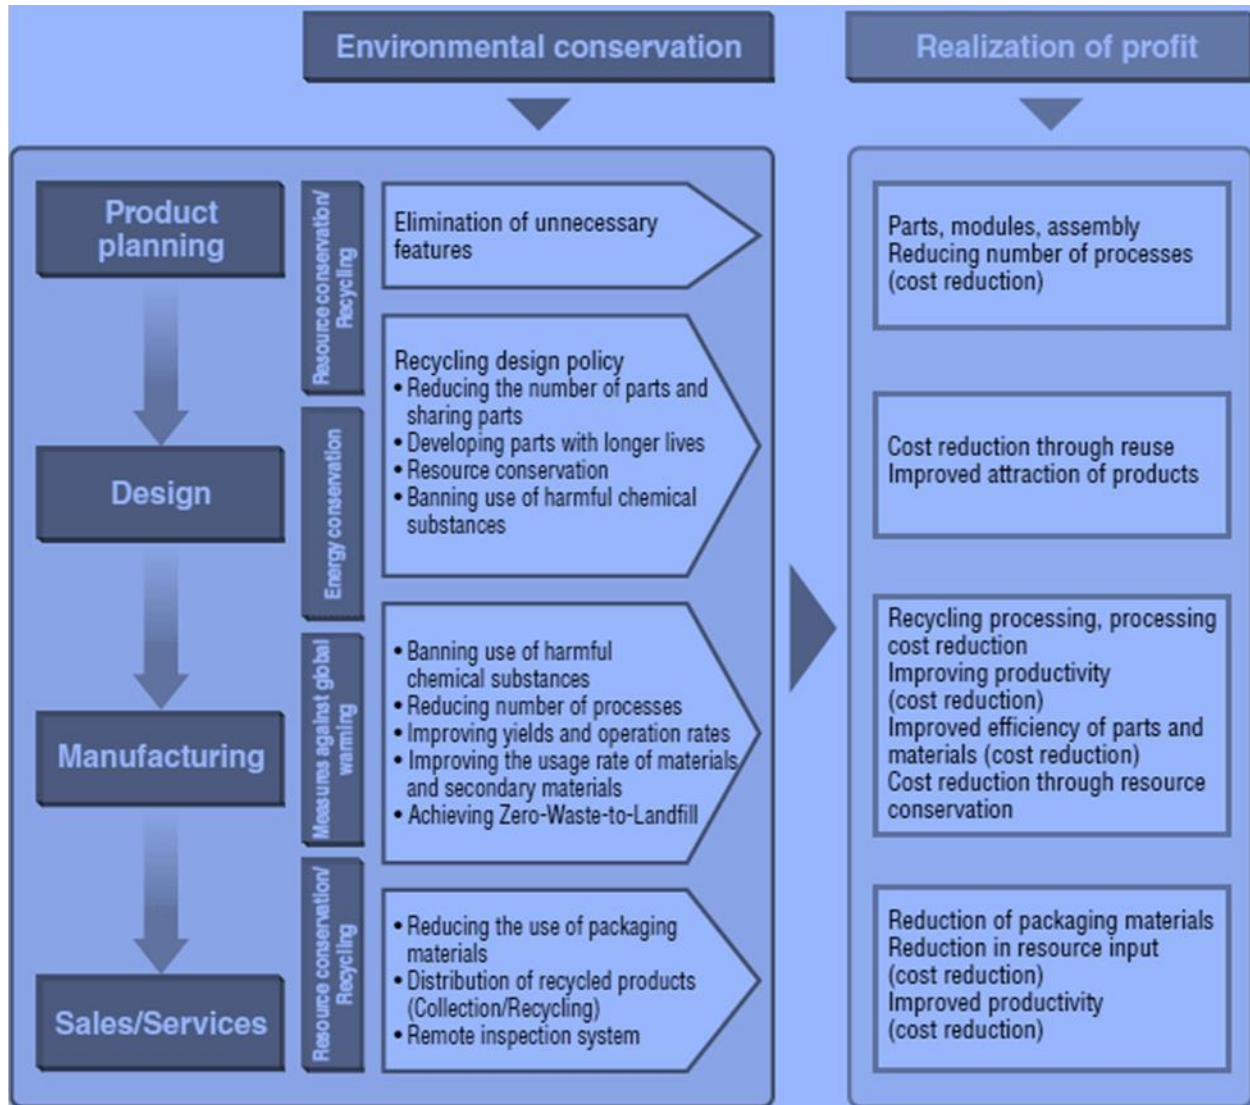 Environmental conservation
Realization of profit
Product
planning
Resource conservation/
Recycling
Elimination of unnecessary
features
Parts, modules, assembly
Reducing number of processes
(cost reduction)
Design
Energy conservation
Recycling design policy
• Reducing the number of parts and
sharing parts
• Developing parts with longer lives
• Resource conservation
• Banning use of harmful chemical
substances
Cost reduction through reuse
Improved attraction of products
Manufacturing
Measures against global
warming
• Banning use of harmful
chemical substances
• Reducing number of processes
• Improving yields and operation rates
• Improving the usage rate of materials
and secondary materials
• Achieving Zero-Waste-to-Landfill
Recycling processing, processing
cost reduction
Improving productivity
(cost reduction)
Improved efficiency of parts and
materials (cost reduction)
Cost reduction through resource
conservation
Sales/Services
Resource conservation/
Recycling
• Reducing the use of packaging
materials
• Distribution of recycled products
(Collection/Recycling)
• Remote inspection system
Reduction of packaging materials
Reduction in resource input
(cost reduction)
Improved productivity
(cost reduction)